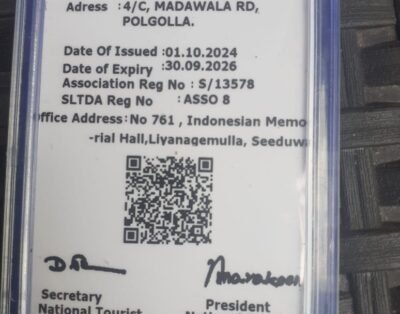 Adress :4/C, MADAWALA RD,
POLGOLLA.
Date Of Issued :01.10.2024
Date of Expiry :30.09.2026
Association Reg No : S/13578
SLTDA Reg No : ASSO 8
ffice Address:No 761 , Indonesian Memo
-rial Hall,Liyanagemulla, Seeduw
Secretary President
National Tourist